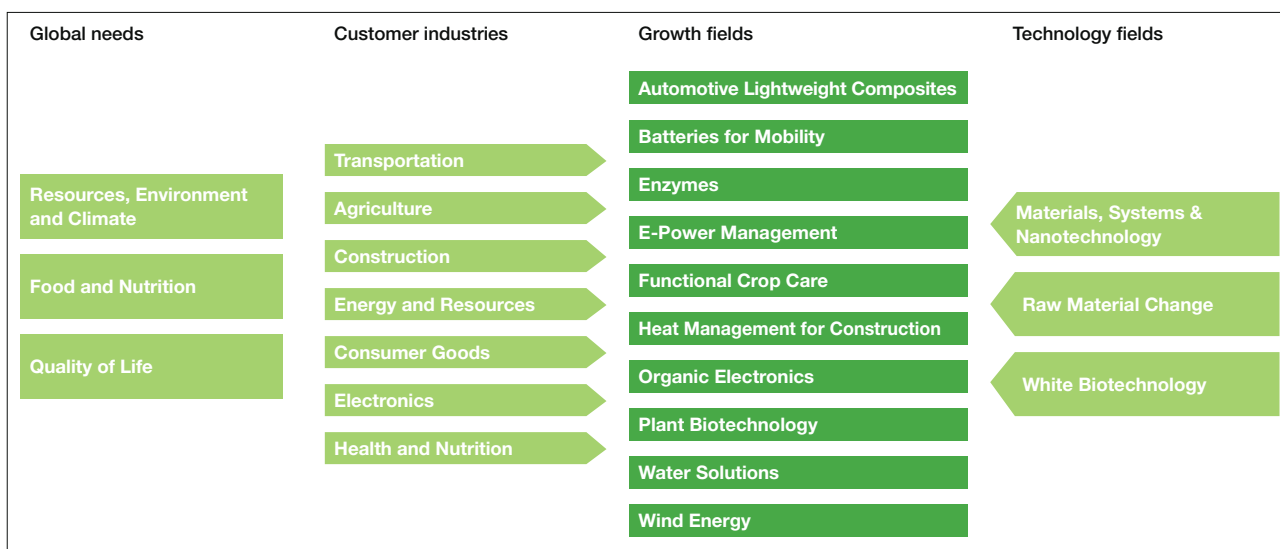 Global needs
Resources, Environment
and Climate
Food and Nutrition
Quality of Life
Customer industries
Transportation
Agriculture
Construction
Energy and Resources
Consumer Goods
Electronics
Health and Nutrition
Growth fields
Automotive Lightweight Composites
Batteries for Mobility
Enzymes
E-Power Management
Functional Crop Care
Heat Management for Construction
Organic Electronics
Plant Biotechnology
Water Solutions
Wind Energy
Technology fields
Materials, Systems &
Nanotechnology
Raw Material Change
White Biotechnology